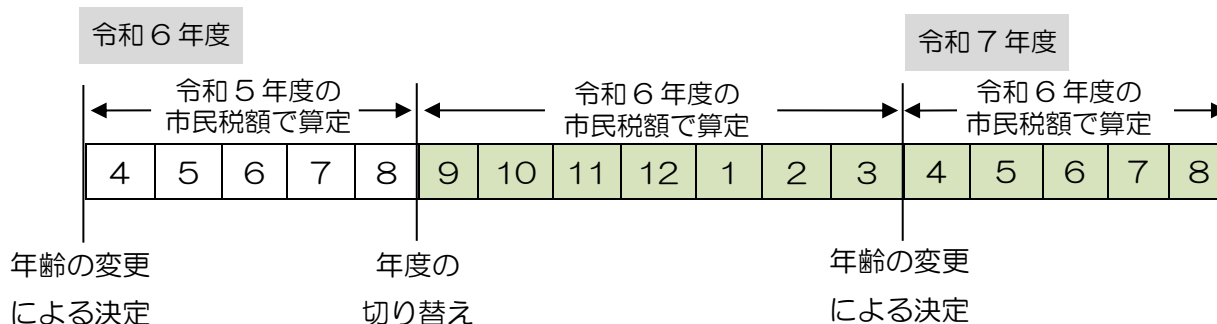 令和６年度
令和７年度
令和５年度の
市民税額で算定
令和６年度の
市民税額で算定
令和６年度の
市民税額で算定
４ ５ ６ ７ ８ ９ 10 11 12 １ ２ ３ ４ ５ ６ ７ ８
年齢の変更
による決定
年度の
切り替え
年齢の変更
による決定